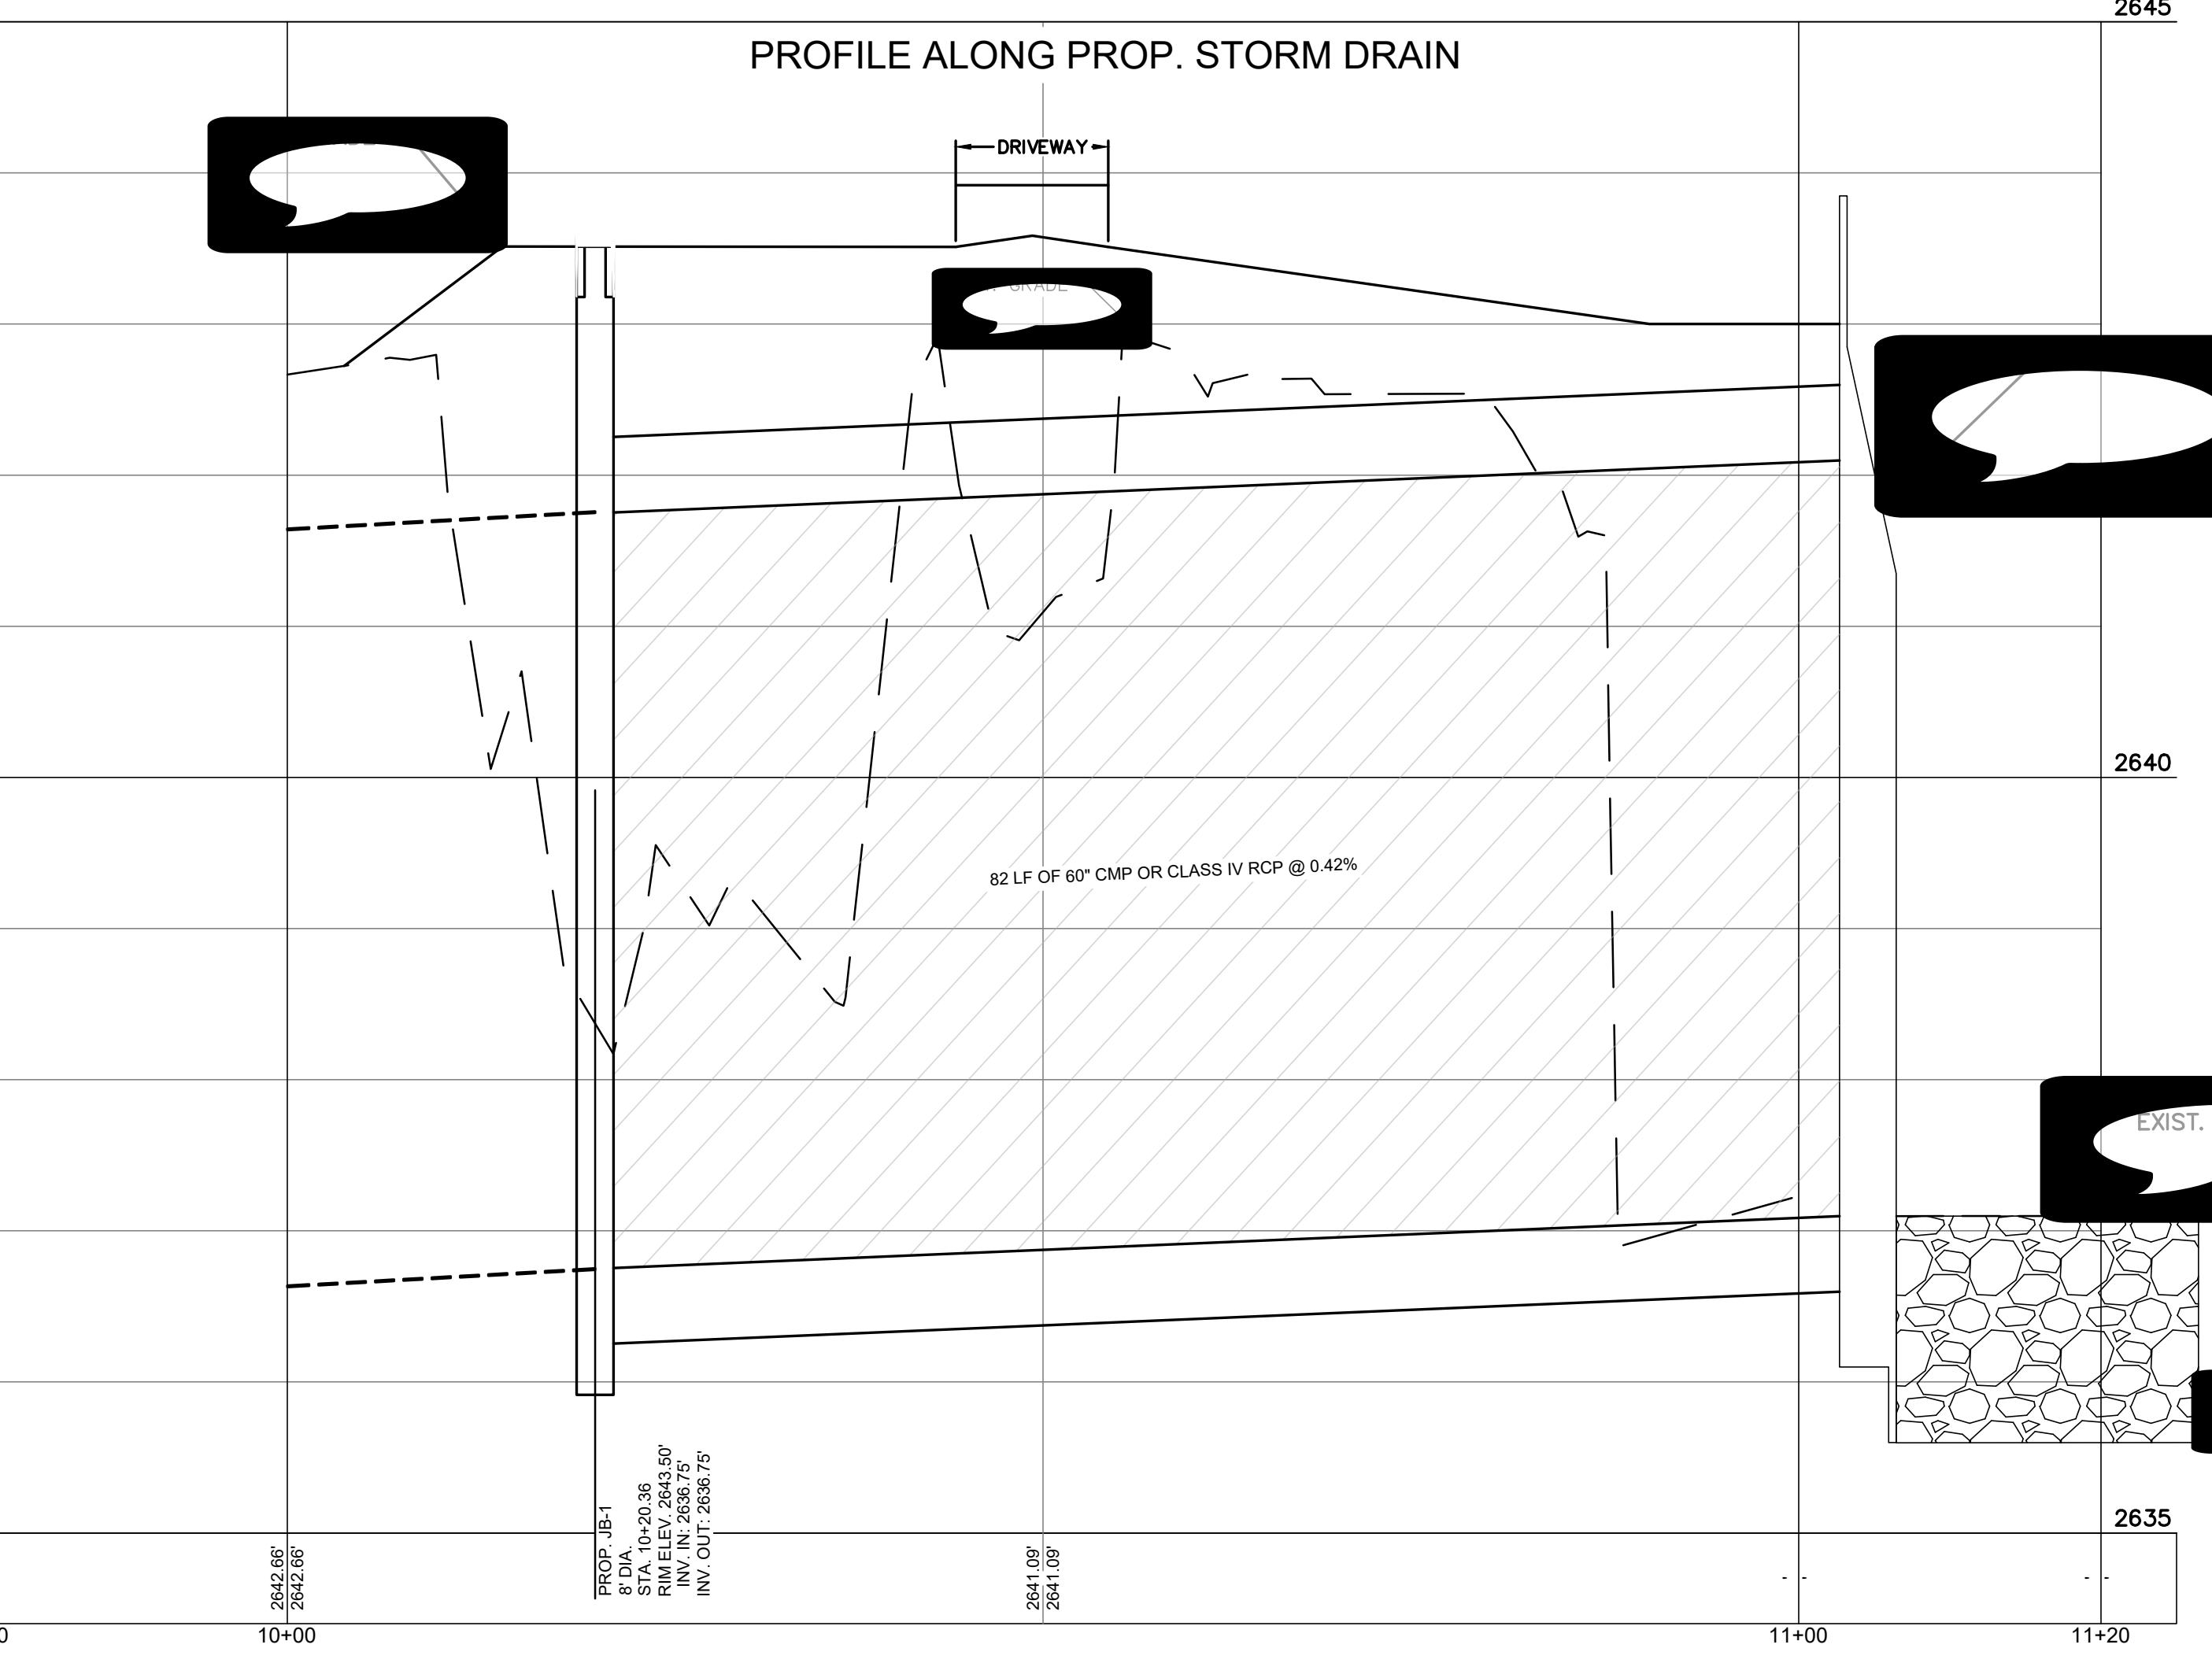 2645
PROFILE ALONG PROP. STORM DRAIN
DRIVEWAY
GRADE
2640
82 LF OF 60" CMP OR CLASS IV RCP @ 0.42%
EXIST.
2635
2642.66'
2642.66'
PROP. JB-1
8' DIA.
STA. 10+20.36
RIM ELEV. 2643.50'
INV. IN: 2636.75'
INV. OUT: 2636.75'
2641.09'
2641.09'
- -
- -
0
10+00
11+00
11+20